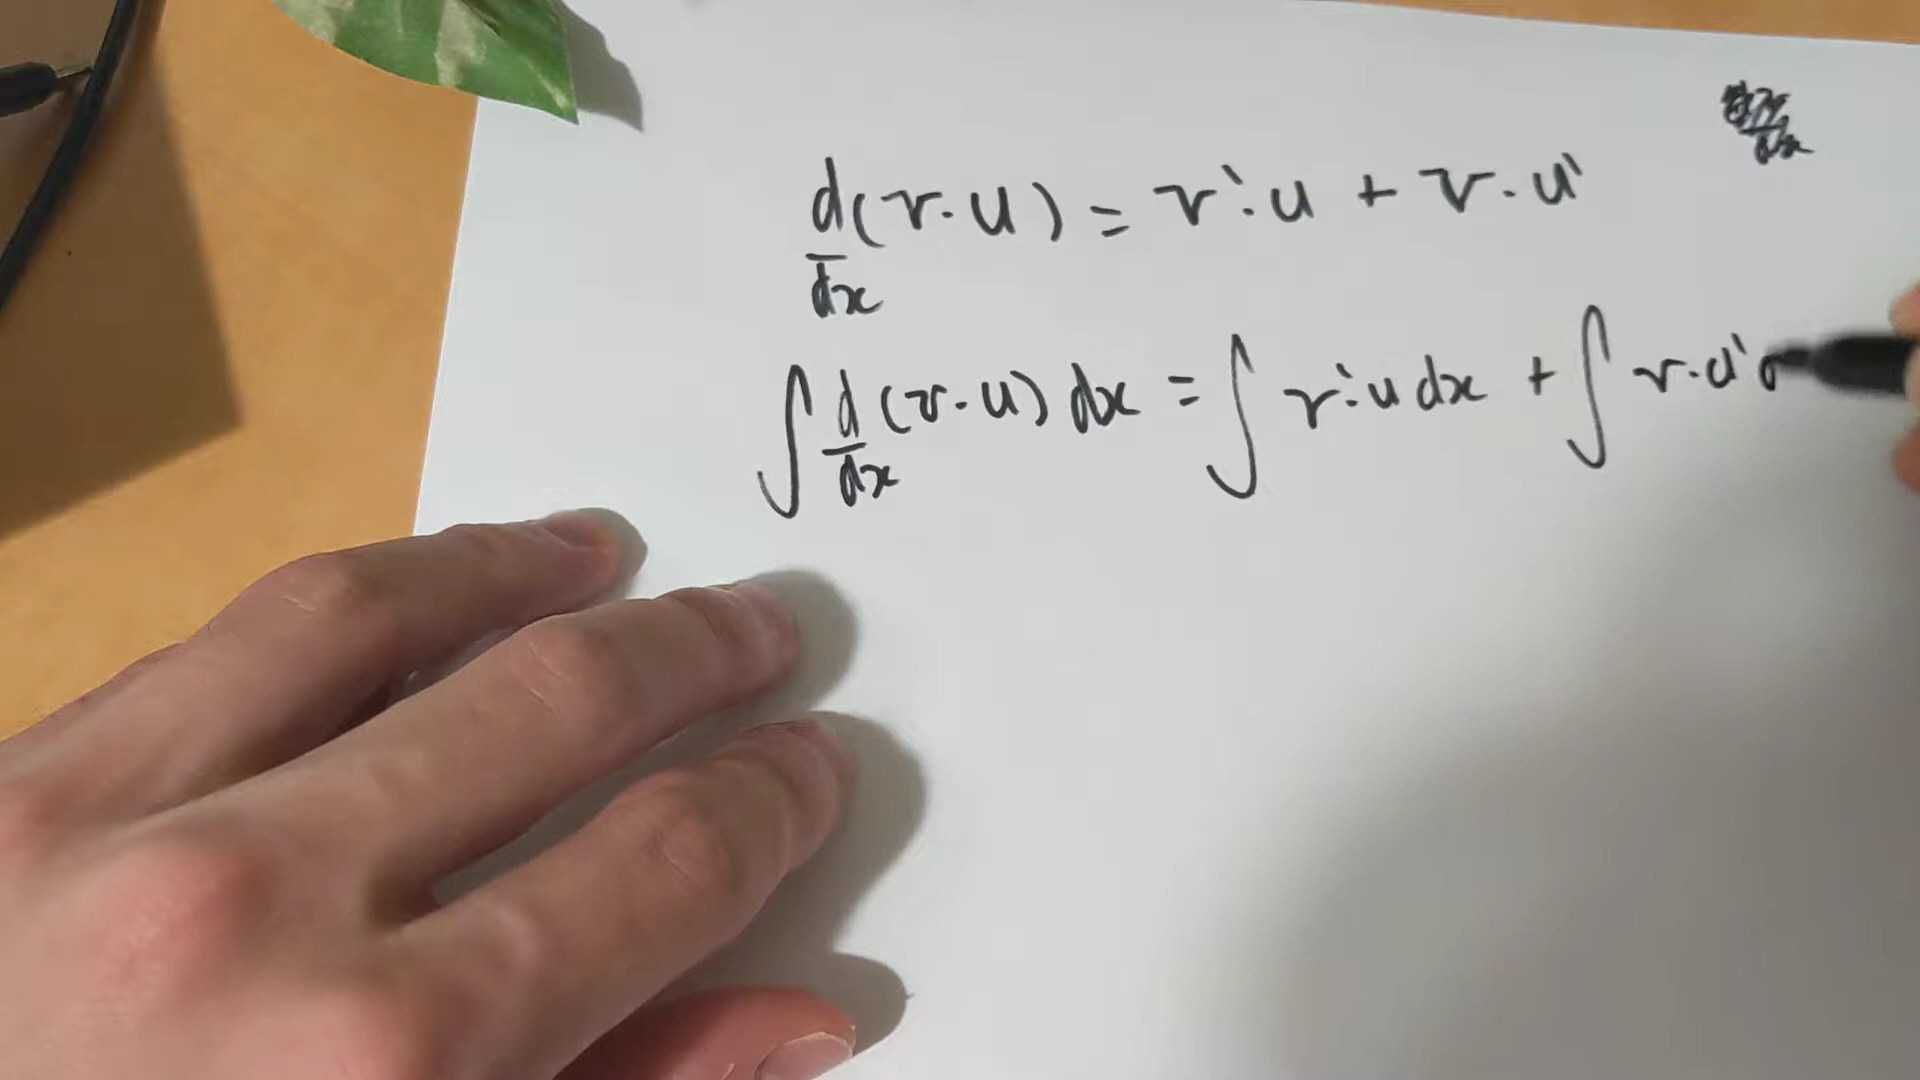 d/dx (v·u) = v'·u + v·u'
∫ d/dx (v·u) dx = ∫ v'·u dx + ∫ v·u' d